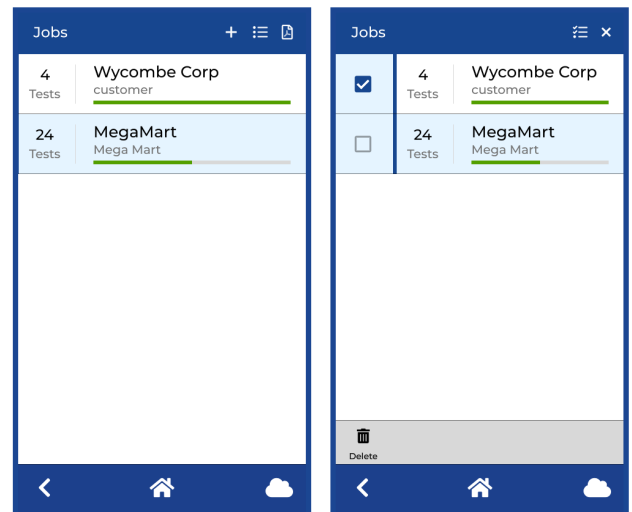 Jobs
4
Tests
Wycombe Corp
customer
24
Tests
MegaMart
Mega Mart
Jobs
4
Tests
Wycombe Corp
customer
24
Tests
MegaMart
Mega Mart
Delete